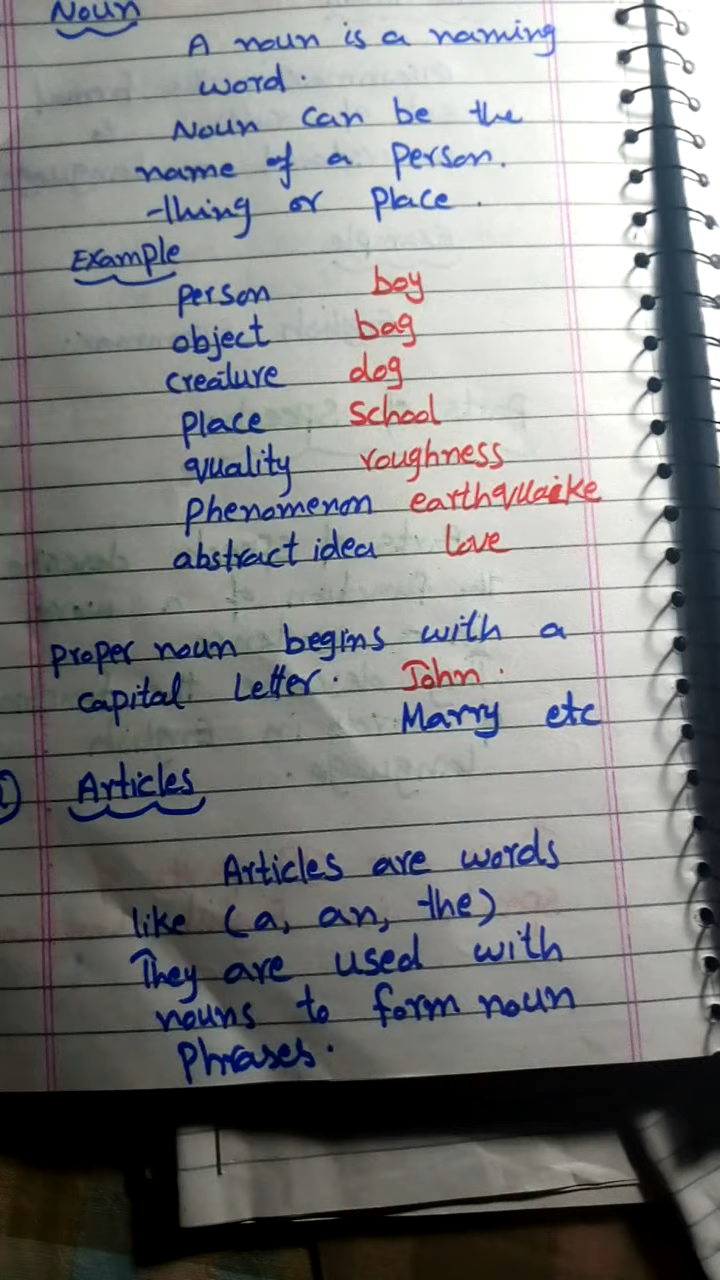 Noun
A noun is a naming
word.
Noun can be the
name of a person.
thing or place.
Example
person boy
object bag
creature dog
place school
quality roughness
phenomenon earthquake
abstract idea love
proper noun begins with a
capital Letter. John.
Marry etc
Articles
Articles are words
like (a, an, the)
They are used with
nouns to form noun
phrases.